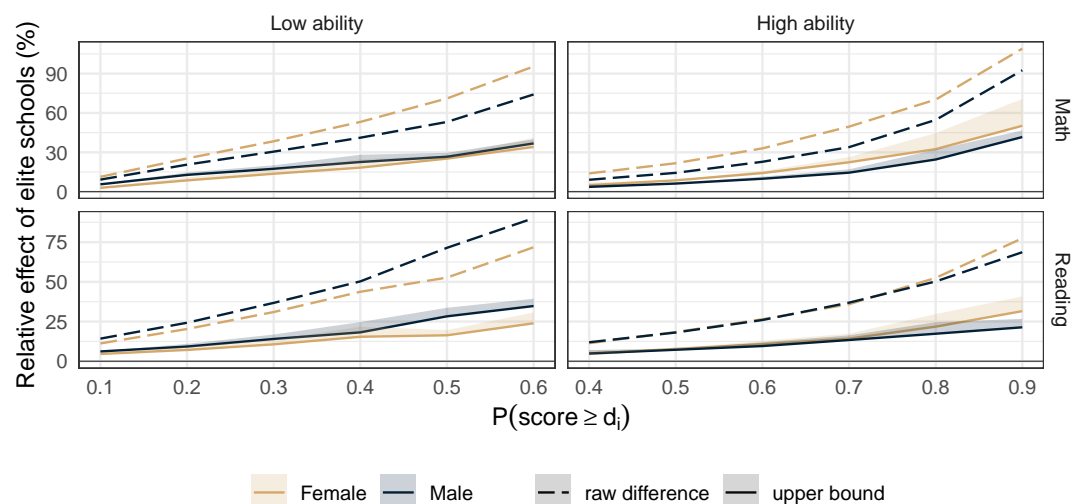 Low ability
High ability
Relative effect of elite schools (%)
90
60
30
0
Math
75
50
25
0
Reading
0.1 0.2 0.3 0.4 0.5 0.6
0.4 0.5 0.6 0.7 0.8 0.9
P(score ≥ dᵢ)
Female Male raw difference upper bound